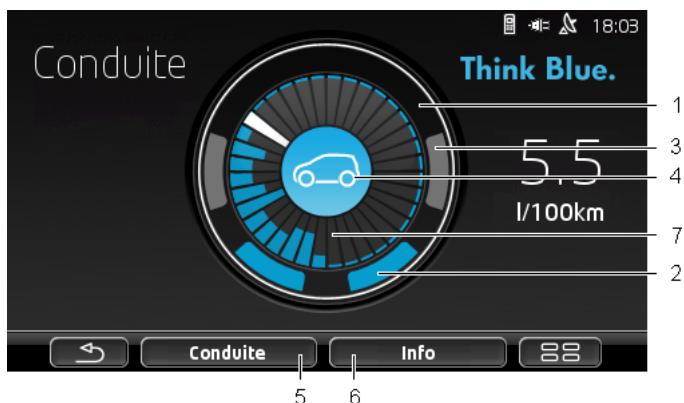 18:03
Conduite
Think Blue.
1
3
5.5
4
l/100km
7
2
Conduite
Info
5
6